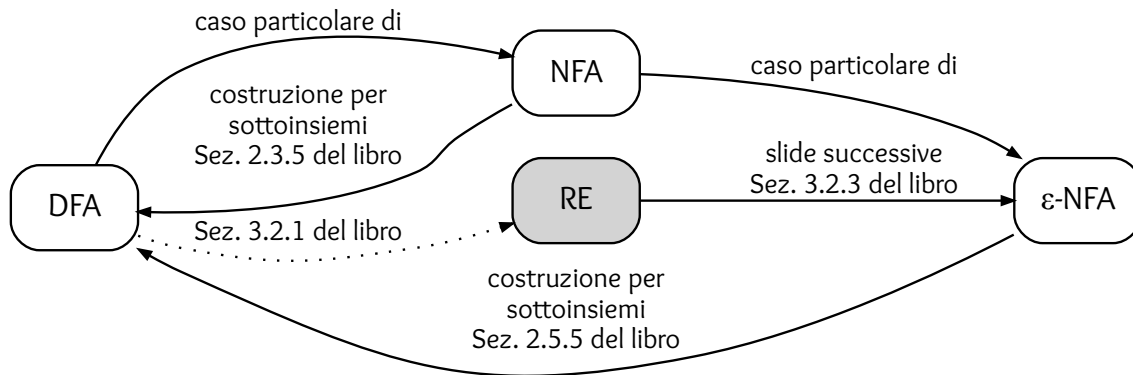 caso particolare di
NFA
caso particolare di
costruzione per
sottoinsiemi
Sez. 2.3.5 del libro
slide successive
Sez. 3.2.3 del libro
DFA
RE
ε-NFA
Sez. 3.2.1 del libro
costruzione per
sottoinsiemi
Sez. 2.5.5 del libro